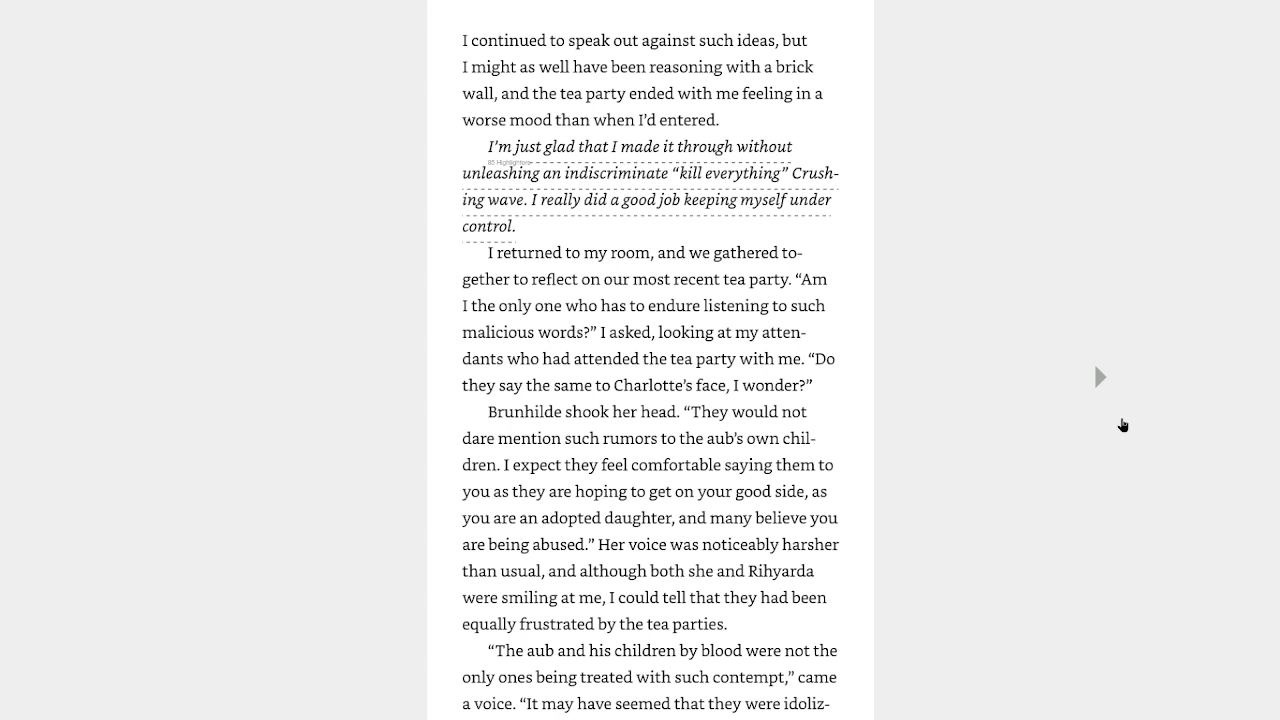 I continued to speak out against such ideas, but
I might as well have been reasoning with a brick
wall, and the tea party ended with me feeling in a
worse mood than when I’d entered.
I’m just glad that I made it through without
85 Highlighters
unleashing an indiscriminate “kill everything” Crush-
ing wave. I really did a good job keeping myself under
control.
I returned to my room, and we gathered to-
gether to reflect on our most recent tea party. “Am
I the only one who has to endure listening to such
malicious words?” I asked, looking at my atten-
dants who had attended the tea party with me. “Do
they say the same to Charlotte’s face, I wonder?”
Brunhilde shook her head. “They would not
dare mention such rumors to the aub’s own chil-
dren. I expect they feel comfortable saying them to
you as they are hoping to get on your good side, as
you are an adopted daughter, and many believe you
are being abused.” Her voice was noticeably harsher
than usual, and although both she and Rihyarda
were smiling at me, I could tell that they had been
equally frustrated by the tea parties.
“The aub and his children by blood were not the
only ones being treated with such contempt,” came
a voice. “It may have seemed that they were idoliz-